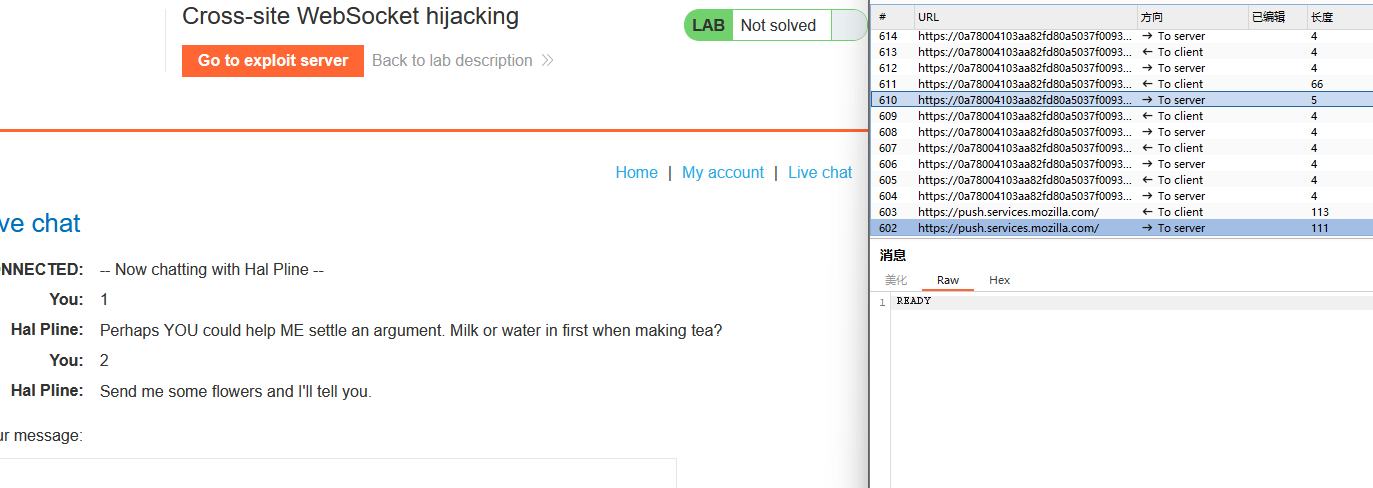 Cross-site WebSocket hijacking
LAB Not solved
Go to exploit server Back to lab description
Home | My account | Live chat
ve chat
NNECTED: -- Now chatting with Hal Pline --
You: 1
Hal Pline: Perhaps YOU could help ME settle an argument. Milk or water in first when making tea?
You: 2
Hal Pline: Send me some flowers and I'll tell you.
ur message:
# URL 方向 已编辑 长度
614 https://0a78004103aa82fd80a5037f0093... → To server 4
613 https://0a78004103aa82fd80a5037f0093... ← To client 4
612 https://0a78004103aa82fd80a5037f0093... → To server 4
611 https://0a78004103aa82fd80a5037f0093... ← To client 66
610 https://0a78004103aa82fd80a5037f0093... → To server 5
609 https://0a78004103aa82fd80a5037f0093... ← To client 4
608 https://0a78004103aa82fd80a5037f0093... → To server 4
607 https://0a78004103aa82fd80a5037f0093... ← To client 4
606 https://0a78004103aa82fd80a5037f0093... → To server 4
605 https://0a78004103aa82fd80a5037f0093... ← To client 4
604 https://0a78004103aa82fd80a5037f0093... → To server 4
603 https://push.services.mozilla.com/ ← To client 113
602 https://push.services.mozilla.com/ → To server 111
消息
美化 Raw Hex
1 READY